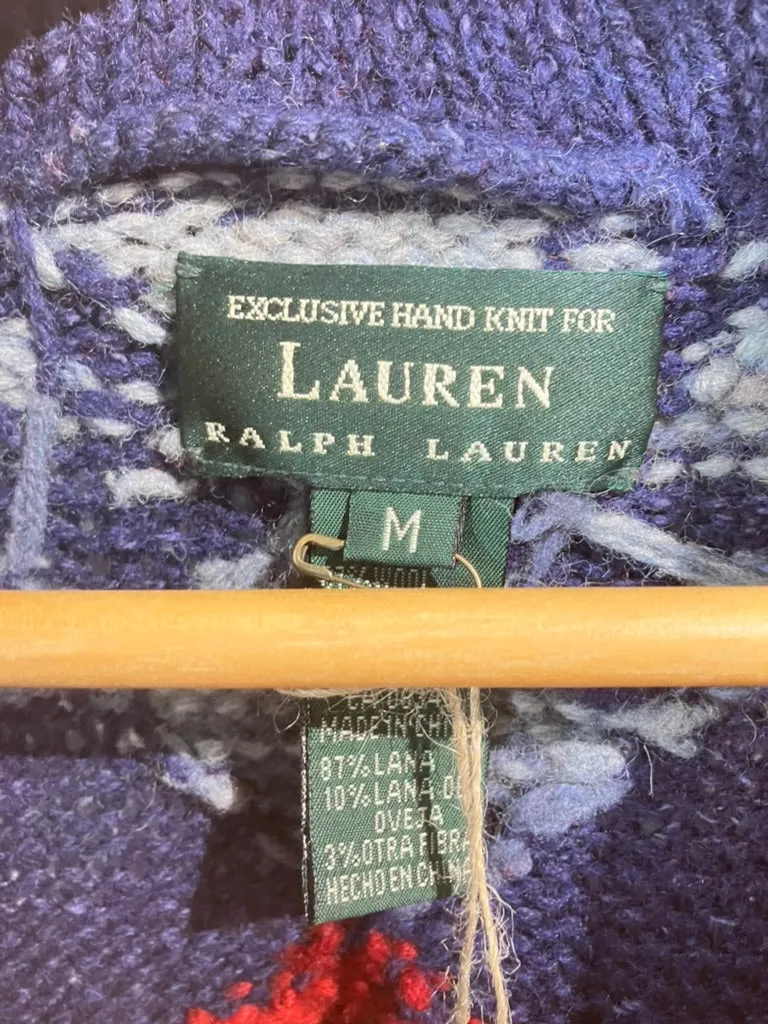 EXCLUSIVE HAND KNIT FOR
LAUREN
RALPH LAUREN
M
WOOL
MADE IN
87% LANA
10% LANA
OVEJA
3% OTRA FIBRA
HECHO EN